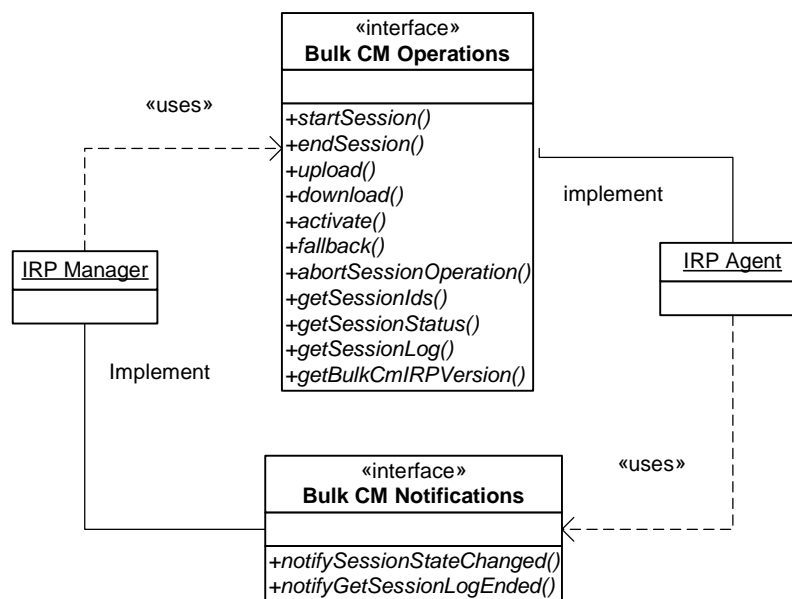 «interface»
Bulk CM Operations
«uses»
+startSession()
+endSession()
+upload()
+download()
+activate()
+fallback()
+abortSessionOperation()
+getSessionIds()
+getSessionStatus()
+getSessionLog()
+getBulkCmIRPVersion()
implement
IRP Manager
IRP Agent
Implement
«interface»
Bulk CM Notifications
«uses»
+notifySessionStateChanged()
+notifyGetSessionLogEnded()